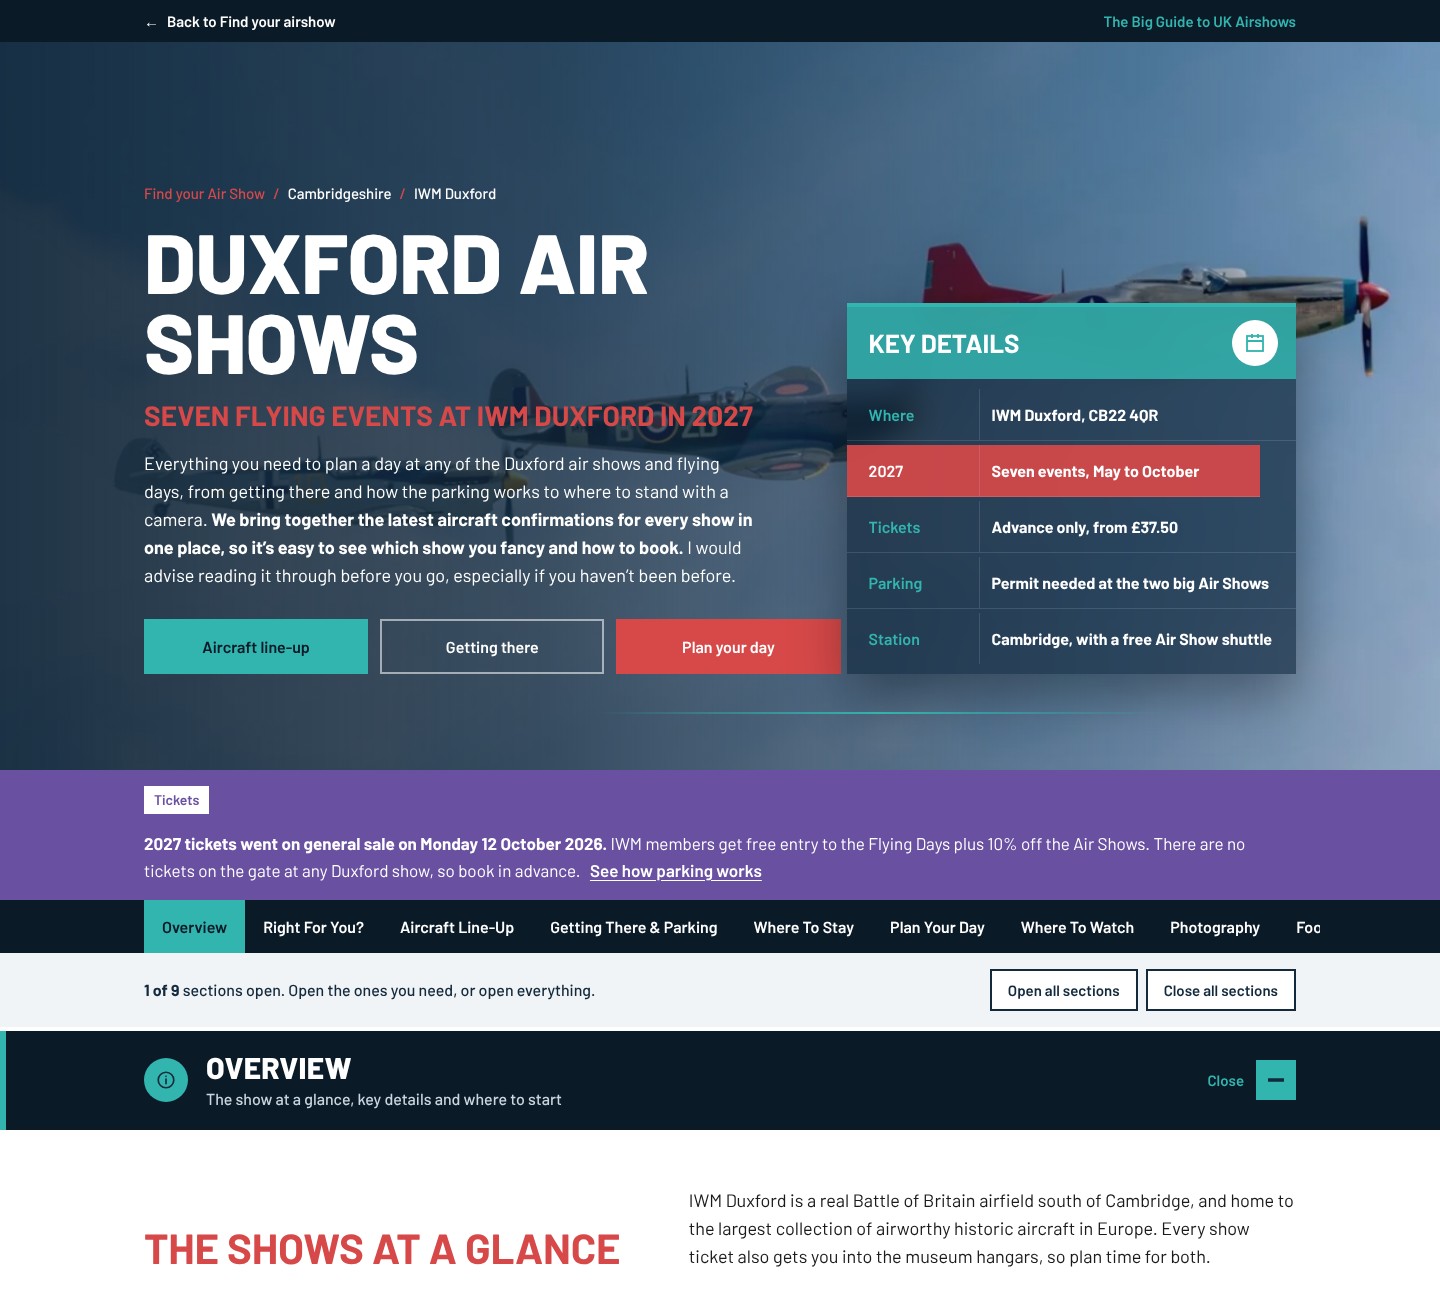 ← Back to Find your airshow
The Big Guide to UK Airshows
Find your Air Show / Cambridgeshire / IWM Duxford
DUXFORD AIR
SHOWS
SEVEN FLYING EVENTS AT IWM DUXFORD IN 2027
Everything you need to plan a day at any of the Duxford air shows and flying
days, from getting there and how the parking works to where to stand with a
camera. We bring together the latest aircraft confirmations for every show in
one place, so it’s easy to see which show you fancy and how to book. I would
advise reading it through before you go, especially if you haven’t been before.
Aircraft line-up
Getting there
Plan your day
KEY DETAILS
Where IWM Duxford, CB22 4QR
2027 Seven events, May to October
Tickets Advance only, from £37.50
Parking Permit needed at the two big Air Shows
Station Cambridge, with a free Air Show shuttle
Tickets
2027 tickets went on general sale on Monday 12 October 2026. IWM members get free entry to the Flying Days plus 10% off the Air Shows. There are no
tickets on the gate at any Duxford show, so book in advance. See how parking works
Overview Right For You? Aircraft Line-Up Getting There & Parking Where To Stay Plan Your Day Where To Watch Photography
1 of 9 sections open. Open the ones you need, or open everything.
Open all sections
Close all sections
OVERVIEW
The show at a glance, key details and where to start
Close
THE SHOWS AT A GLANCE
IWM Duxford is a real Battle of Britain airfield south of Cambridge, and home to
the largest collection of airworthy historic aircraft in Europe. Every show
ticket also gets you into the museum hangars, so plan time for both.